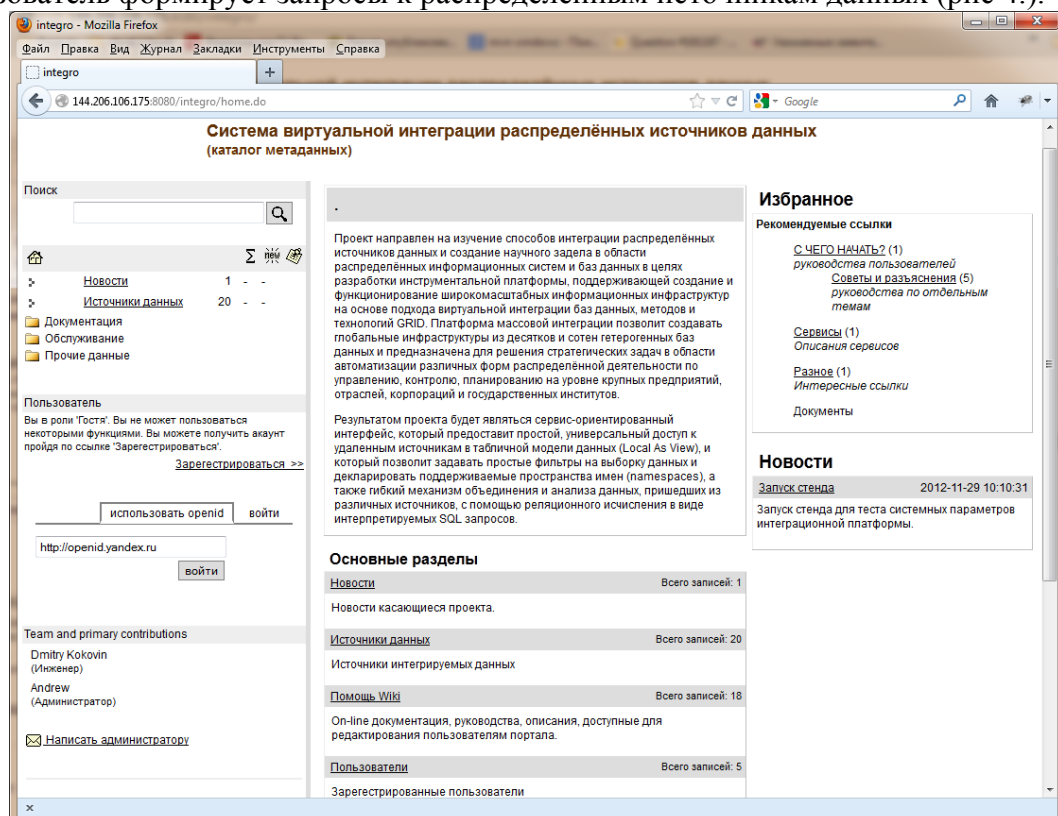 зователь формирует запросы к распределённым источникам данных (рис 4.).
integro - Mozilla Firefox
Файл Правка Вид Журнал Закладки Инструменты Справка
integro
144.206.106.175:8080/integro/home.do
Google
Система виртуальной интеграции распределённых источников данных
(каталог метаданных)
Поиск
Σ new
Новости 1 - -
Источники данных 20 - -
Документация
Обслуживание
Прочие данные
Пользователь
Вы в роли 'Гостя'. Вы не может пользоваться
некоторыми функциями. Вы можете получить акаунт
пройдя по ссылке 'Зарегестрироваться'.
Зарегестрироваться >>
использовать openid войти
http://openid.yandex.ru
войти
Team and primary contributions
Dmitry Kokovin
(Инженер)
Andrew
(Администратор)
Написать администратору
.
Проект направлен на изучение способов интеграции распределённых
источников данных и создание научного задела в области
распределённых информационных систем и баз данных в целях
разработки инструментальной платформы, поддерживающей создание и
функционирование широкомасштабных информационных инфраструктур
на основе подхода виртуальной интеграции баз данных, методов и
технологий GRID. Платформа массовой интеграции позволит создавать
глобальные инфраструктуры из десятков и сотен гетерогенных баз
данных и предназначена для решения стратегических задач в области
автоматизации различных форм распределённой деятельности по
управлению, контролю, планированию на уровне крупных предприятий,
отраслей, корпораций и государственных институтов.
Результатом проекта будет являться сервис-ориентированный
интерфейс, который предоставит простой, универсальный доступ к
удаленным источникам в табличной модели данных (Local As View), и
который позволит задавать простые фильтры на выборку данных и
декларировать поддерживаемые пространства имен (namespaces), а
также гибкий механизм объединения и анализа данных, пришедших из
различных источников, с помощью реляционного исчисления в виде
интерпретируемых SQL запросов.
Основные разделы
Новости Всего записей: 1
Новости касающиеся проекта.
Источники данных Всего записей: 20
Источники интегрируемых данных
Помощь Wiki Всего записей: 18
On-line документация, руководства, описания, доступные для
редактирования пользователям портала.
Пользователи Всего записей: 5
Зарегестрированные пользователи
Избранное
Рекомендуемые ссылки
С ЧЕГО НАЧАТЬ? (1)
руководства пользователей
Советы и разъяснения (5)
руководства по отдельным
темам
Сервисы (1)
Описания сервисов
Разное (1)
Интересные ссылки
Документы
Новости
Запуск стенда 2012-11-29 10:10:31
Запуск стенда для теста системных параметров
интеграционной платформы.